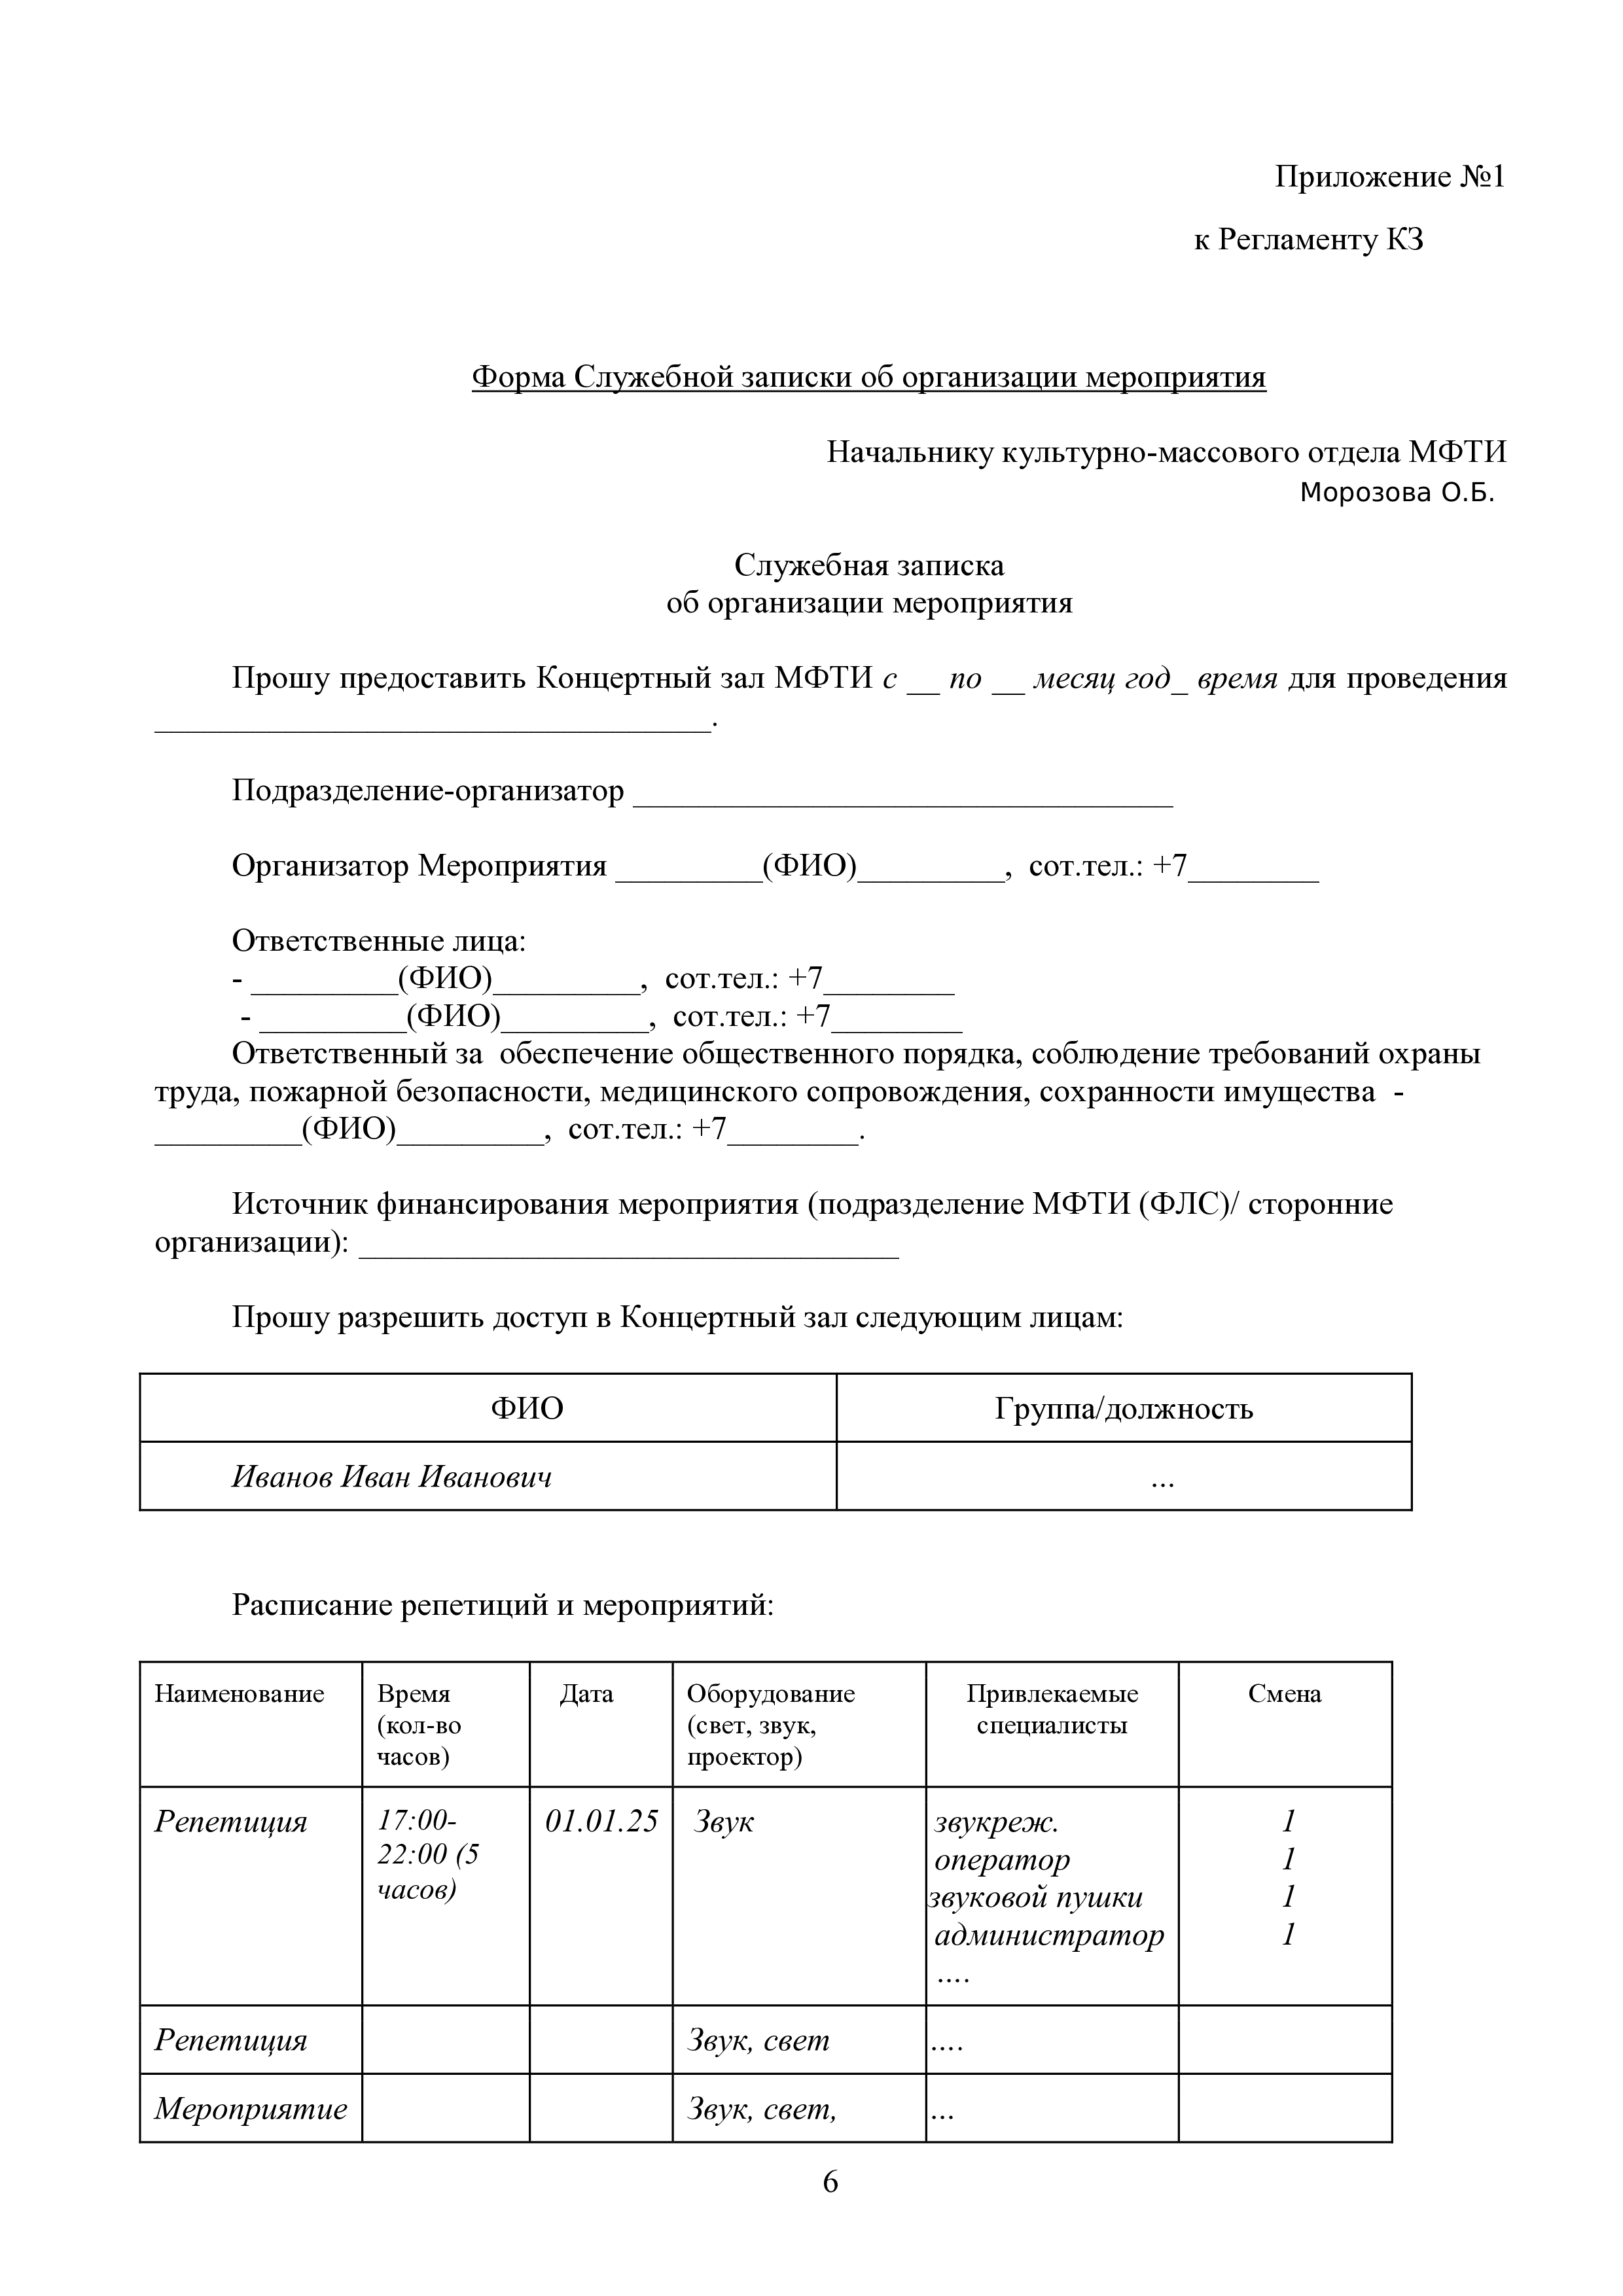 Приложение №1
к Регламенту КЗ
Форма Служебной записки об организации мероприятия
Начальнику культурно-массового отдела МФТИ
Морозова О.Б.
Служебная записка
об организации мероприятия
Прошу предоставить Концертный зал МФТИ с __ по __ месяц год_ время для проведения
__________________________________.
Подразделение-организатор _________________________________
Организатор Мероприятия _________(ФИО)_________, сот.тел.: +7________
Ответственные лица:
- _________(ФИО)_________, сот.тел.: +7________
- _________(ФИО)_________, сот.тел.: +7________
Ответственный за обеспечение общественного порядка, соблюдение требований охраны
труда, пожарной безопасности, медицинского сопровождения, сохранности имущества -
_________(ФИО)_________, сот.тел.: +7________.
Источник финансирования мероприятия (подразделение МФТИ (ФЛС)/ сторонние
организации): _________________________________
Прошу разрешить доступ в Концертный зал следующим лицам:
ФИО Группа/должность
Иванов Иван Иванович ...
Расписание репетиций и мероприятий:
Наименование Время Дата Оборудование Привлекаемые Смена
(кол-во (свет, звук, специалисты
часов) проектор)
Репетиция 17:00- 01.01.25 Звук звукреж. 1
22:00 (5 оператор 1
часов) звуковой пушки 1
администратор 1
....
Репетиция Звук, свет ....
Мероприятие Звук, свет, ...
6